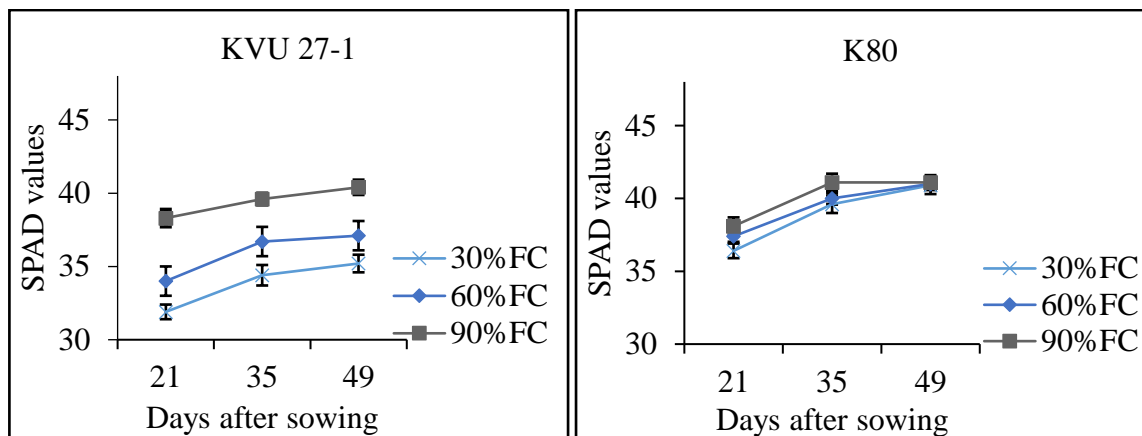 KVU 27-1
SPAD values
45
40
35
30
21 35 49
Days after sowing
30%FC
60%FC
90%FC
K80
SPAD values
45
40
35
30
21 35 49
Days after sowing
30%FC
60%FC
90%FC